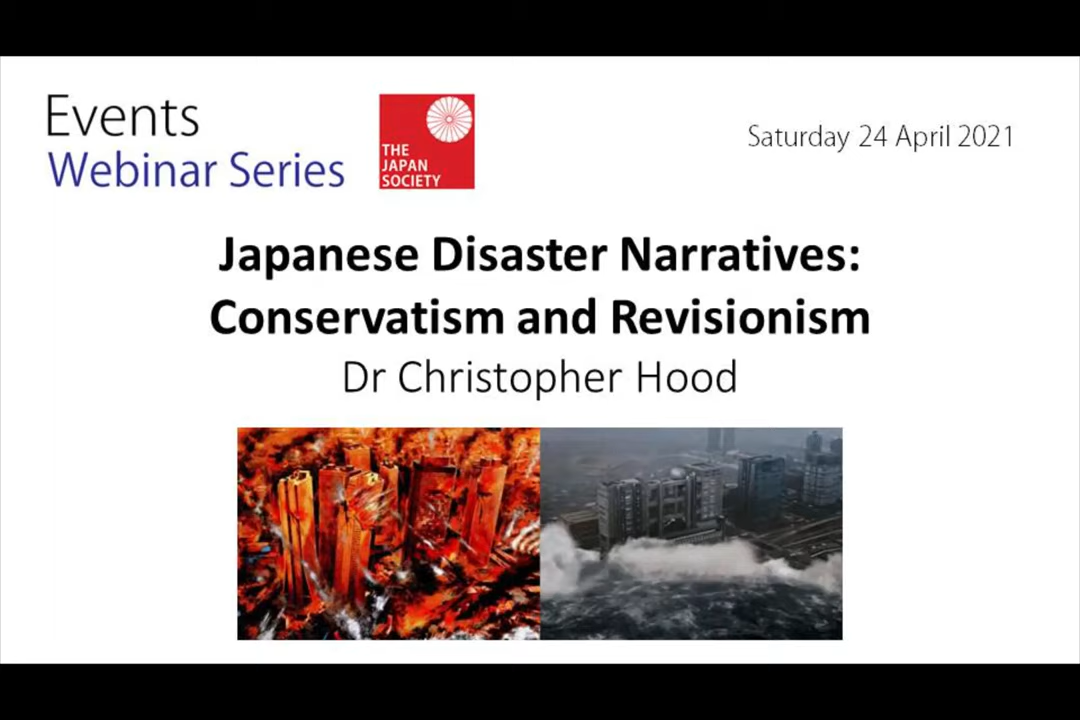 Events
Webinar Series
THE
JAPAN
SOCIETY
Saturday 24 April 2021
Japanese Disaster Narratives:
Conservatism and Revisionism
Dr Christopher Hood